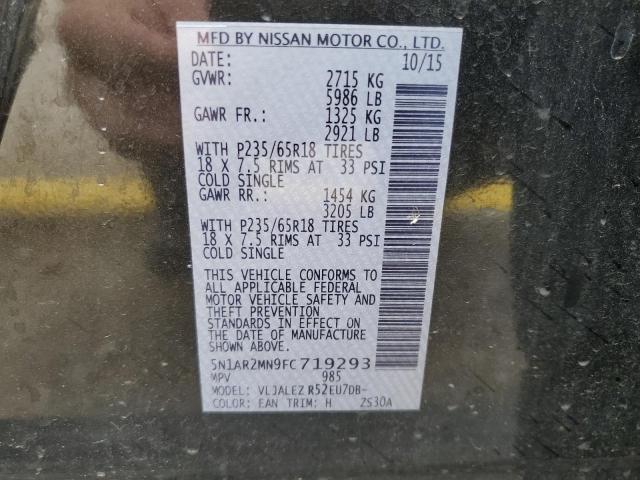 MFD BY NISSAN MOTOR CO., LTD.
DATE: 10/15
GVWR: 2715 KG
5986 LB
GAWR FR.: 1325 KG
2921 LB
WITH P235/65R18 TIRES
18 X 7.5 RIMS AT 33 PSI
COLD SINGLE
GAWR RR.: 1454 KG
3205 LB
WITH P235/65R18 TIRES
18 X 7.5 RIMS AT 33 PSI
COLD SINGLE
THIS VEHICLE CONFORMS TO
ALL APPLICABLE FEDERAL
MOTOR VEHICLE SAFETY AND
THEFT PREVENTION
STANDARDS IN EFFECT ON
THE DATE OF MANUFACTURE
SHOWN ABOVE.
5N1AR2MN9FC719293
MPV 985
MODEL: VLJALEZ R52EU7DB-
COLOR: EAN TRIM: H ZS30A